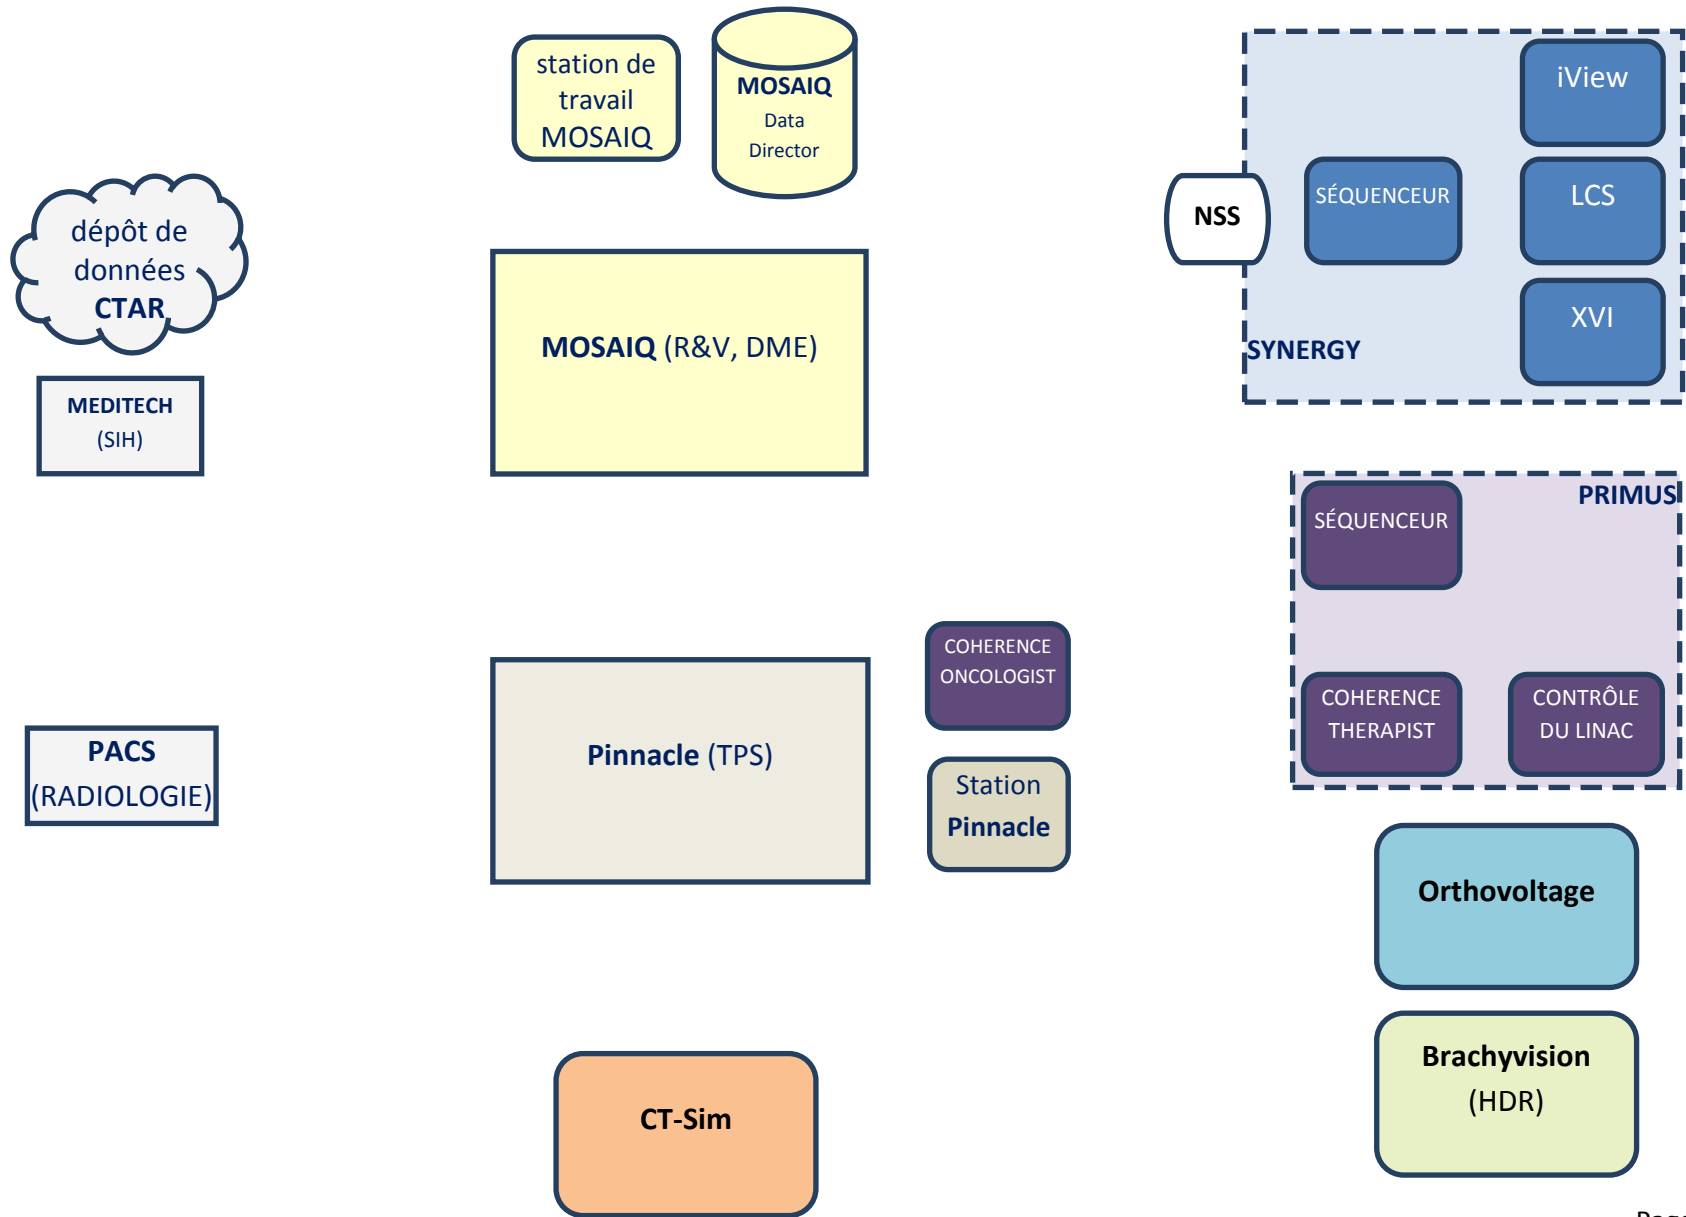 station de
travail
MOSAIQ
MOSAIQ
Data
Director
iView
dépôt de
données
CTAR
NSS
SÉQUENCEUR
LCS
MOSAIQ (R&V, DME)
XVI
SYNERGY
MEDITECH
(SIH)
PRIMUS
SÉQUENCEUR
COHERENCE
ONCOLOGIST
PACS
(RADIOLOGIE)
Pinnacle (TPS)
COHERENCE
THERAPIST
CONTRÔLE
DU LINAC
Station
Pinnacle
Orthovoltage
Brachyvision
(HDR)
CT-Sim